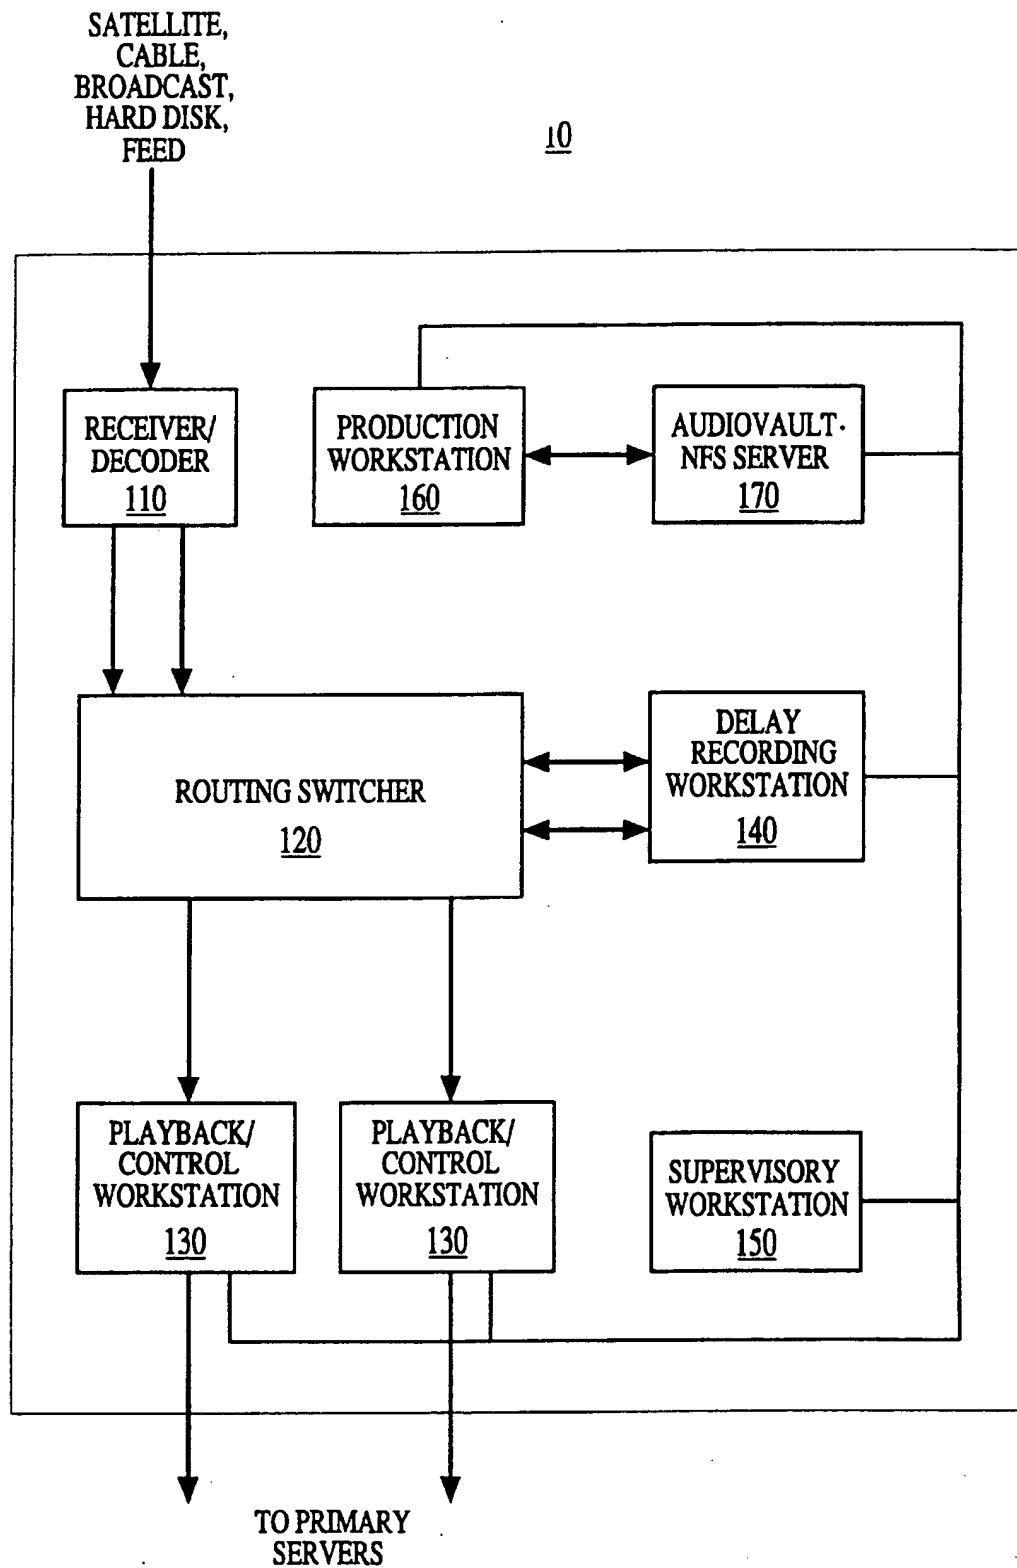 SATELLITE,
CABLE,
BROADCAST,
HARD DISK,
FEED
10
RECEIVER/
DECODER
110
PRODUCTION
WORKSTATION
160
AUDIOVAULT-
NFS SERVER
170
ROUTING SWITCHER
120
DELAY
RECORDING
WORKSTATION
140
PLAYBACK/
CONTROL
WORKSTATION
130
PLAYBACK/
CONTROL
WORKSTATION
130
SUPERVISORY
WORKSTATION
150
TO PRIMARY
SERVERS